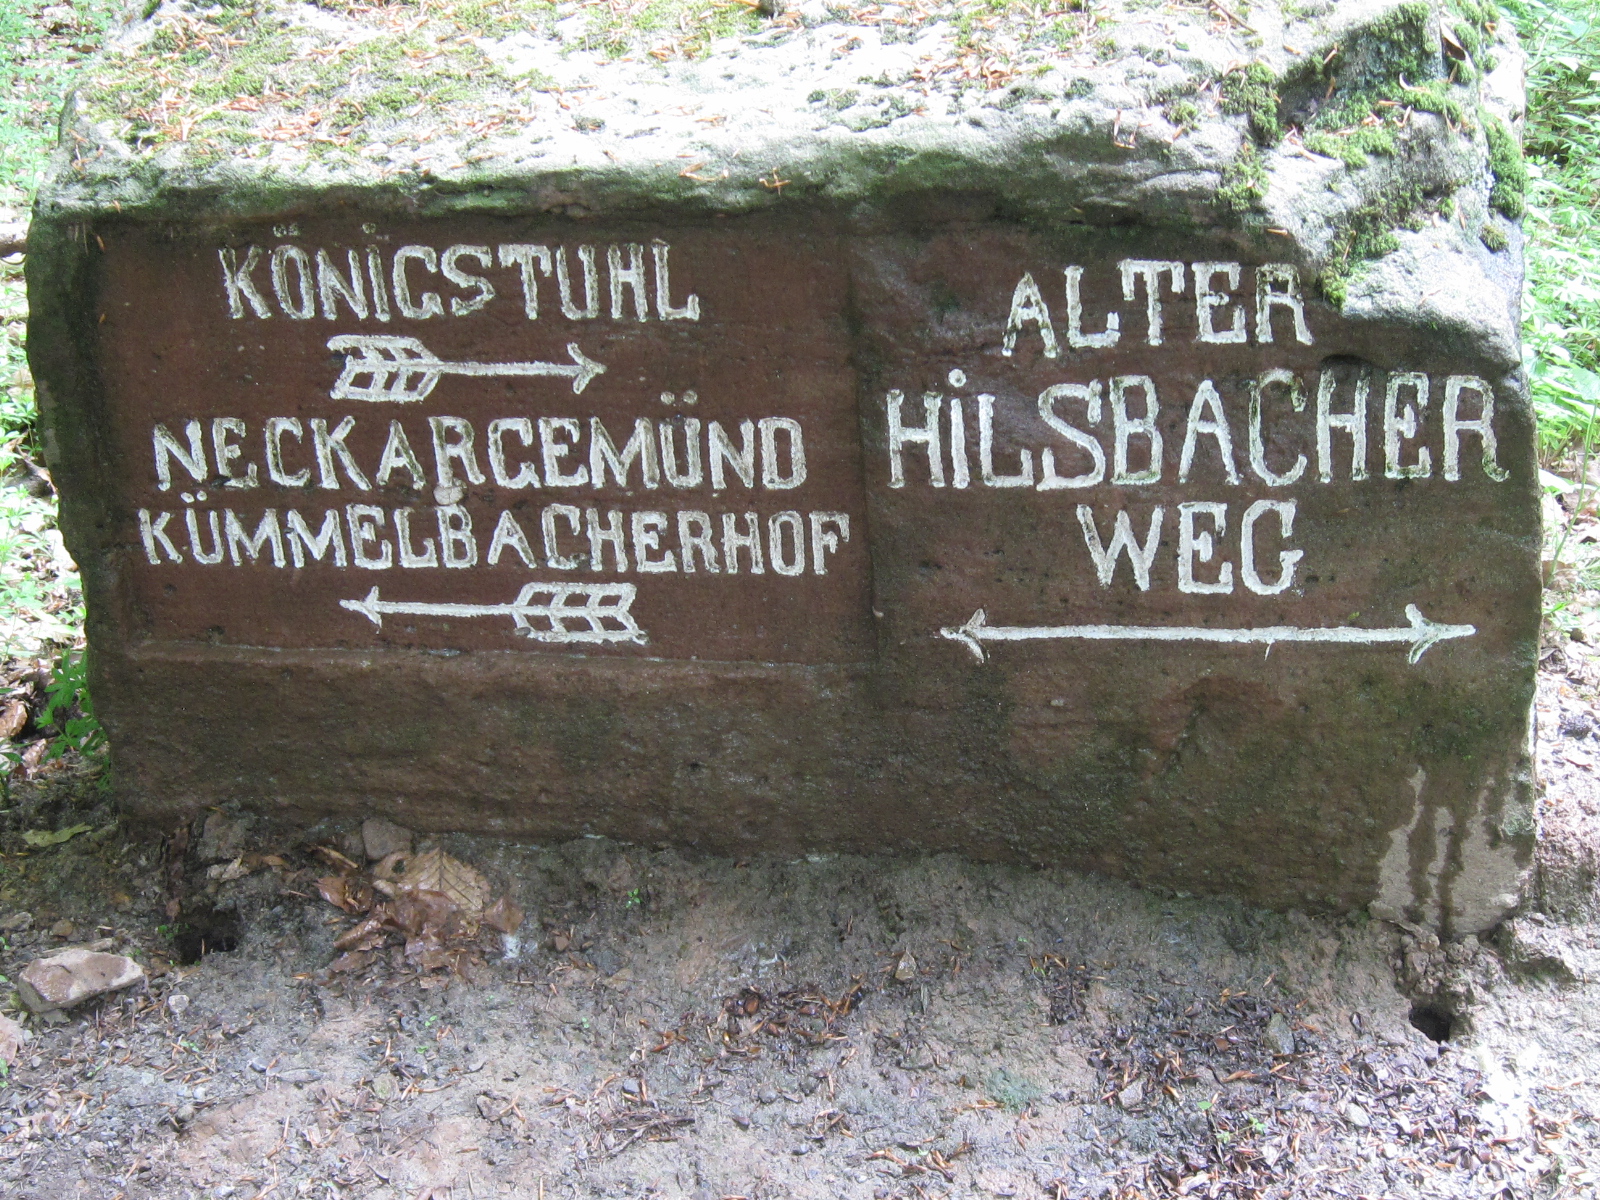 KÖNiGSTUHL
NECKARGEMÜND
KÜMMELBACHERHOF
ALTER
HiLSBACHER
WEG